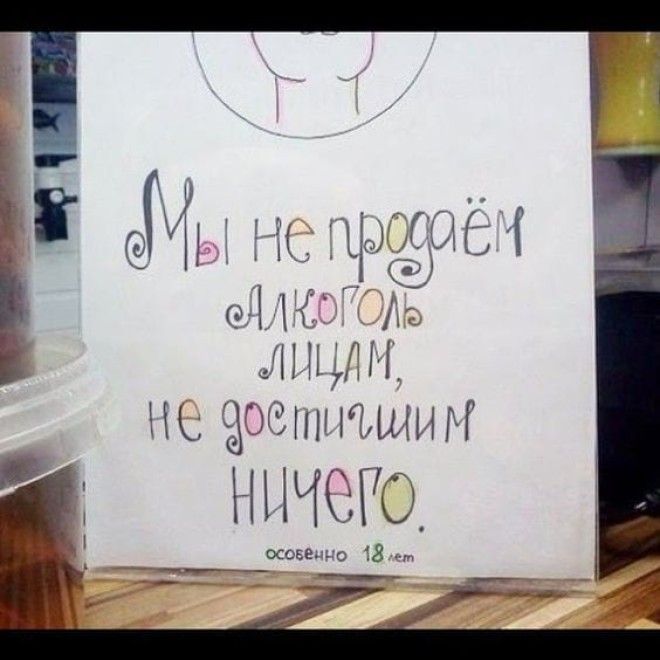 Мы не продаём
Алкоголь
лицам,
не достигшим
ничего.
особенно 18 лет